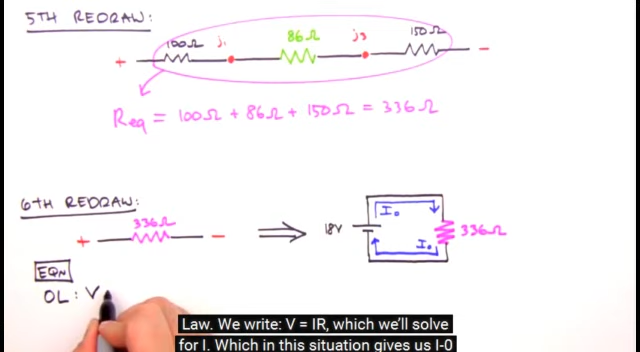 5TH REDRAW:
100Ω j₁ 86Ω j₃ 150Ω
+ −
Req = 100Ω + 86Ω + 150Ω = 336Ω
6TH REDRAW:
336Ω
+ −
18V I₀ I₀ 336Ω
EQN
OL: V
Law. We write: V = IR, which we'll solve
for I. Which in this situation gives us I-0